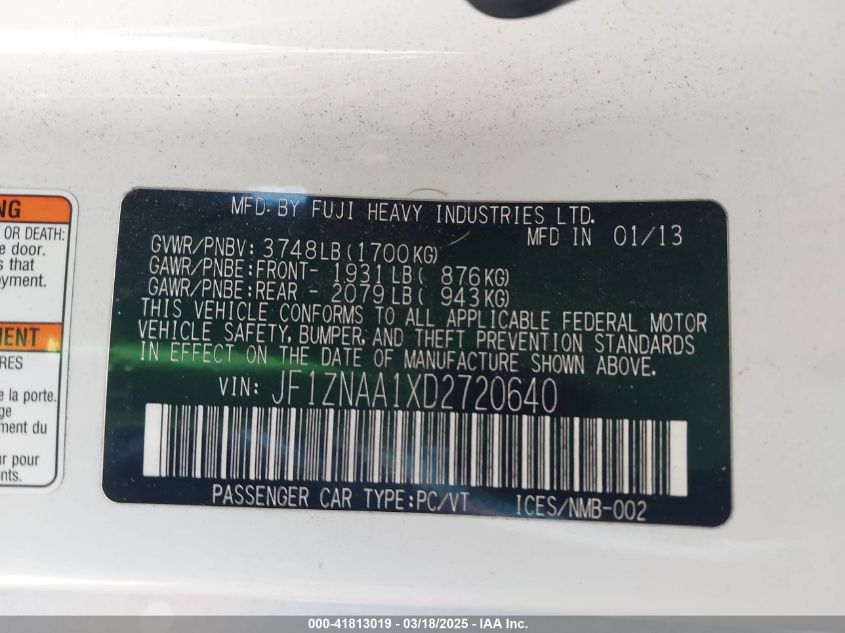 NG
OR DEATH:
e door.
s that
oyment.
MENT
RES
e la porte.
ge
ment du
r pour
nts.
MFD. BY FUJI HEAVY INDUSTRIES LTD.
MFD IN 01/13
GVWR/PNBV: 3748LB(1700KG)
GAWR/PNBE:FRONT- 1931LB( 876KG)
GAWR/PNBE:REAR - 2079LB( 943KG)
THIS VEHICLE CONFORMS TO ALL APPLICABLE FEDERAL MOTOR
VEHICLE SAFETY, BUMPER, AND THEFT PREVENTION STANDARDS
IN EFFECT ON THE DATE OF MANUFACTURE SHOWN ABOVE.
VIN: JF1ZNAA1XD2720640
PASSENGER CAR TYPE:PC/VT ICES/NMB-002
000-41813019 - 03/18/2025 - IAA Inc.